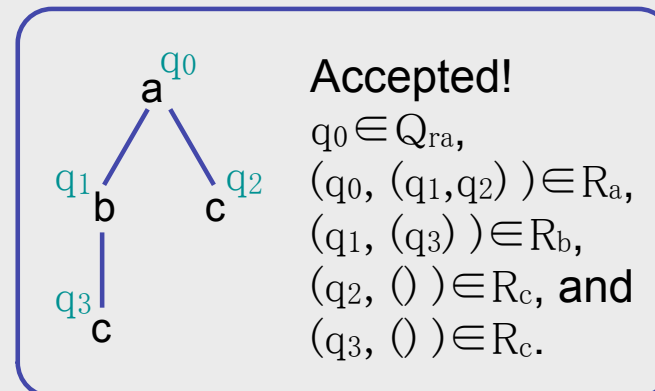 q0
a
q1
b
c
q2
q3
c
Accepted!
q0∈Qra,
(q0, (q1,q2) )∈Ra,
(q1, (q3) )∈Rb,
(q2, () )∈Rc, and
(q3, () )∈Rc.